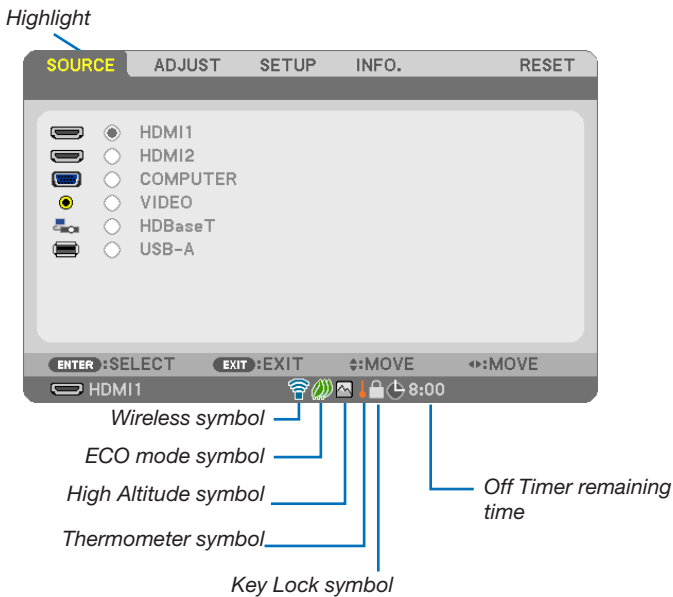 Highlight
SOURCE ADJUST SETUP INFO. RESET
HDMI1
HDMI2
COMPUTER
VIDEO
HDBaseT
USB-A
ENTER:SELECT EXIT:EXIT :MOVE :MOVE
HDMI1 8:00
Wireless symbol
ECO mode symbol
High Altitude symbol
Off Timer remaining
time
Thermometer symbol
Key Lock symbol